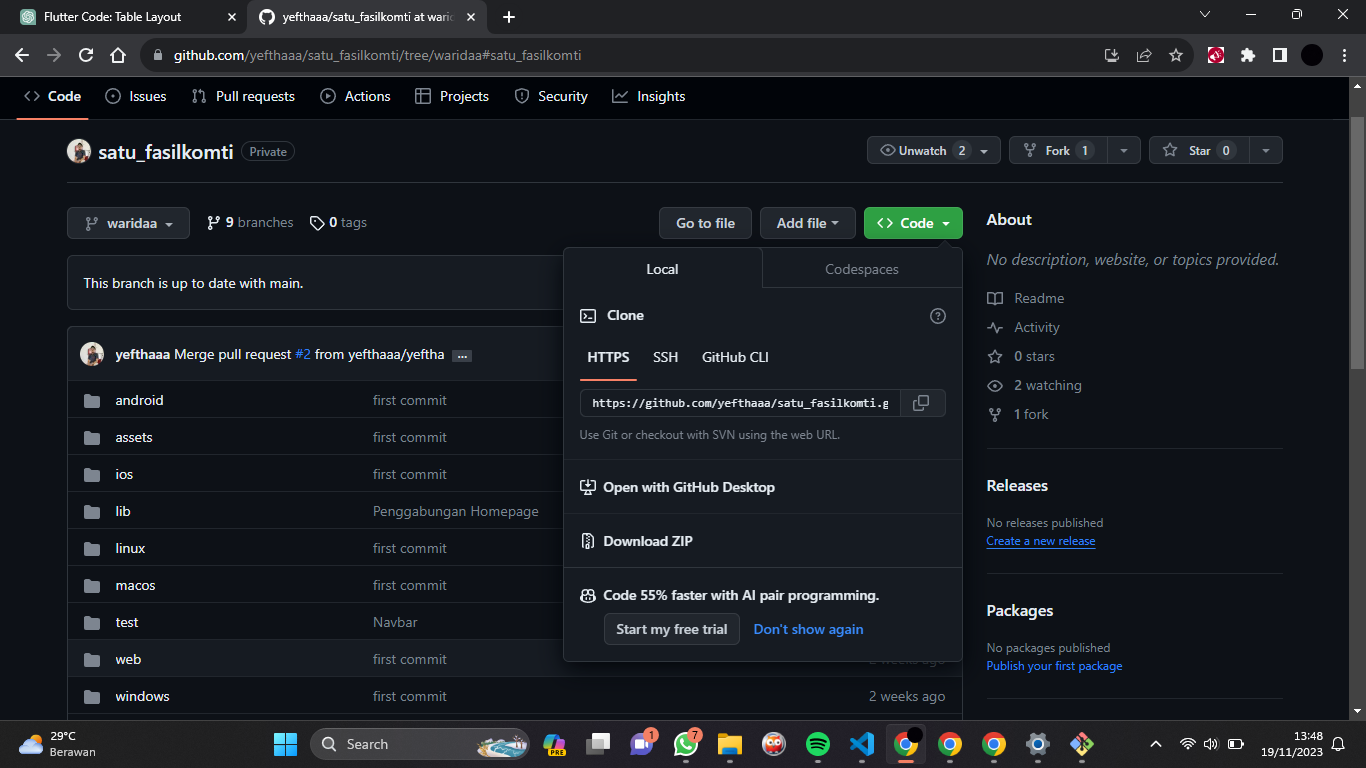 Flutter Code: Table Layout
yefthaaa/satu_fasilkomti at warid
github.com/yefthaaa/satu_fasilkomti/tree/waridaa#satu_fasilkomti
Code Issues Pull requests Actions Projects Security Insights
satu_fasilkomti Private
Unwatch 2 Fork 1 Star 0
waridaa 9 branches 0 tags
Go to file Add file Code
About
No description, website, or topics provided.
Readme
Activity
0 stars
2 watching
1 fork
Releases
No releases published
Create a new release
Packages
No packages published
Publish your first package
This branch is up to date with main.
Local Codespaces
Clone
HTTPS SSH GitHub CLI
https://github.com/yefthaaa/satu_fasilkomti.g
Use Git or checkout with SVN using the web URL.
Open with GitHub Desktop
Download ZIP
Code 55% faster with AI pair programming.
Start my free trial Don't show again
yefthaaa Merge pull request #2 from yefthaaa/yeftha ...
android first commit
assets first commit
ios first commit
lib Penggabungan Homepage
linux first commit
macos first commit
test Navbar
web first commit 2 weeks ago
windows first commit 2 weeks ago
29°C
Berawan
Search
PRE
1
7
13:48
19/11/2023